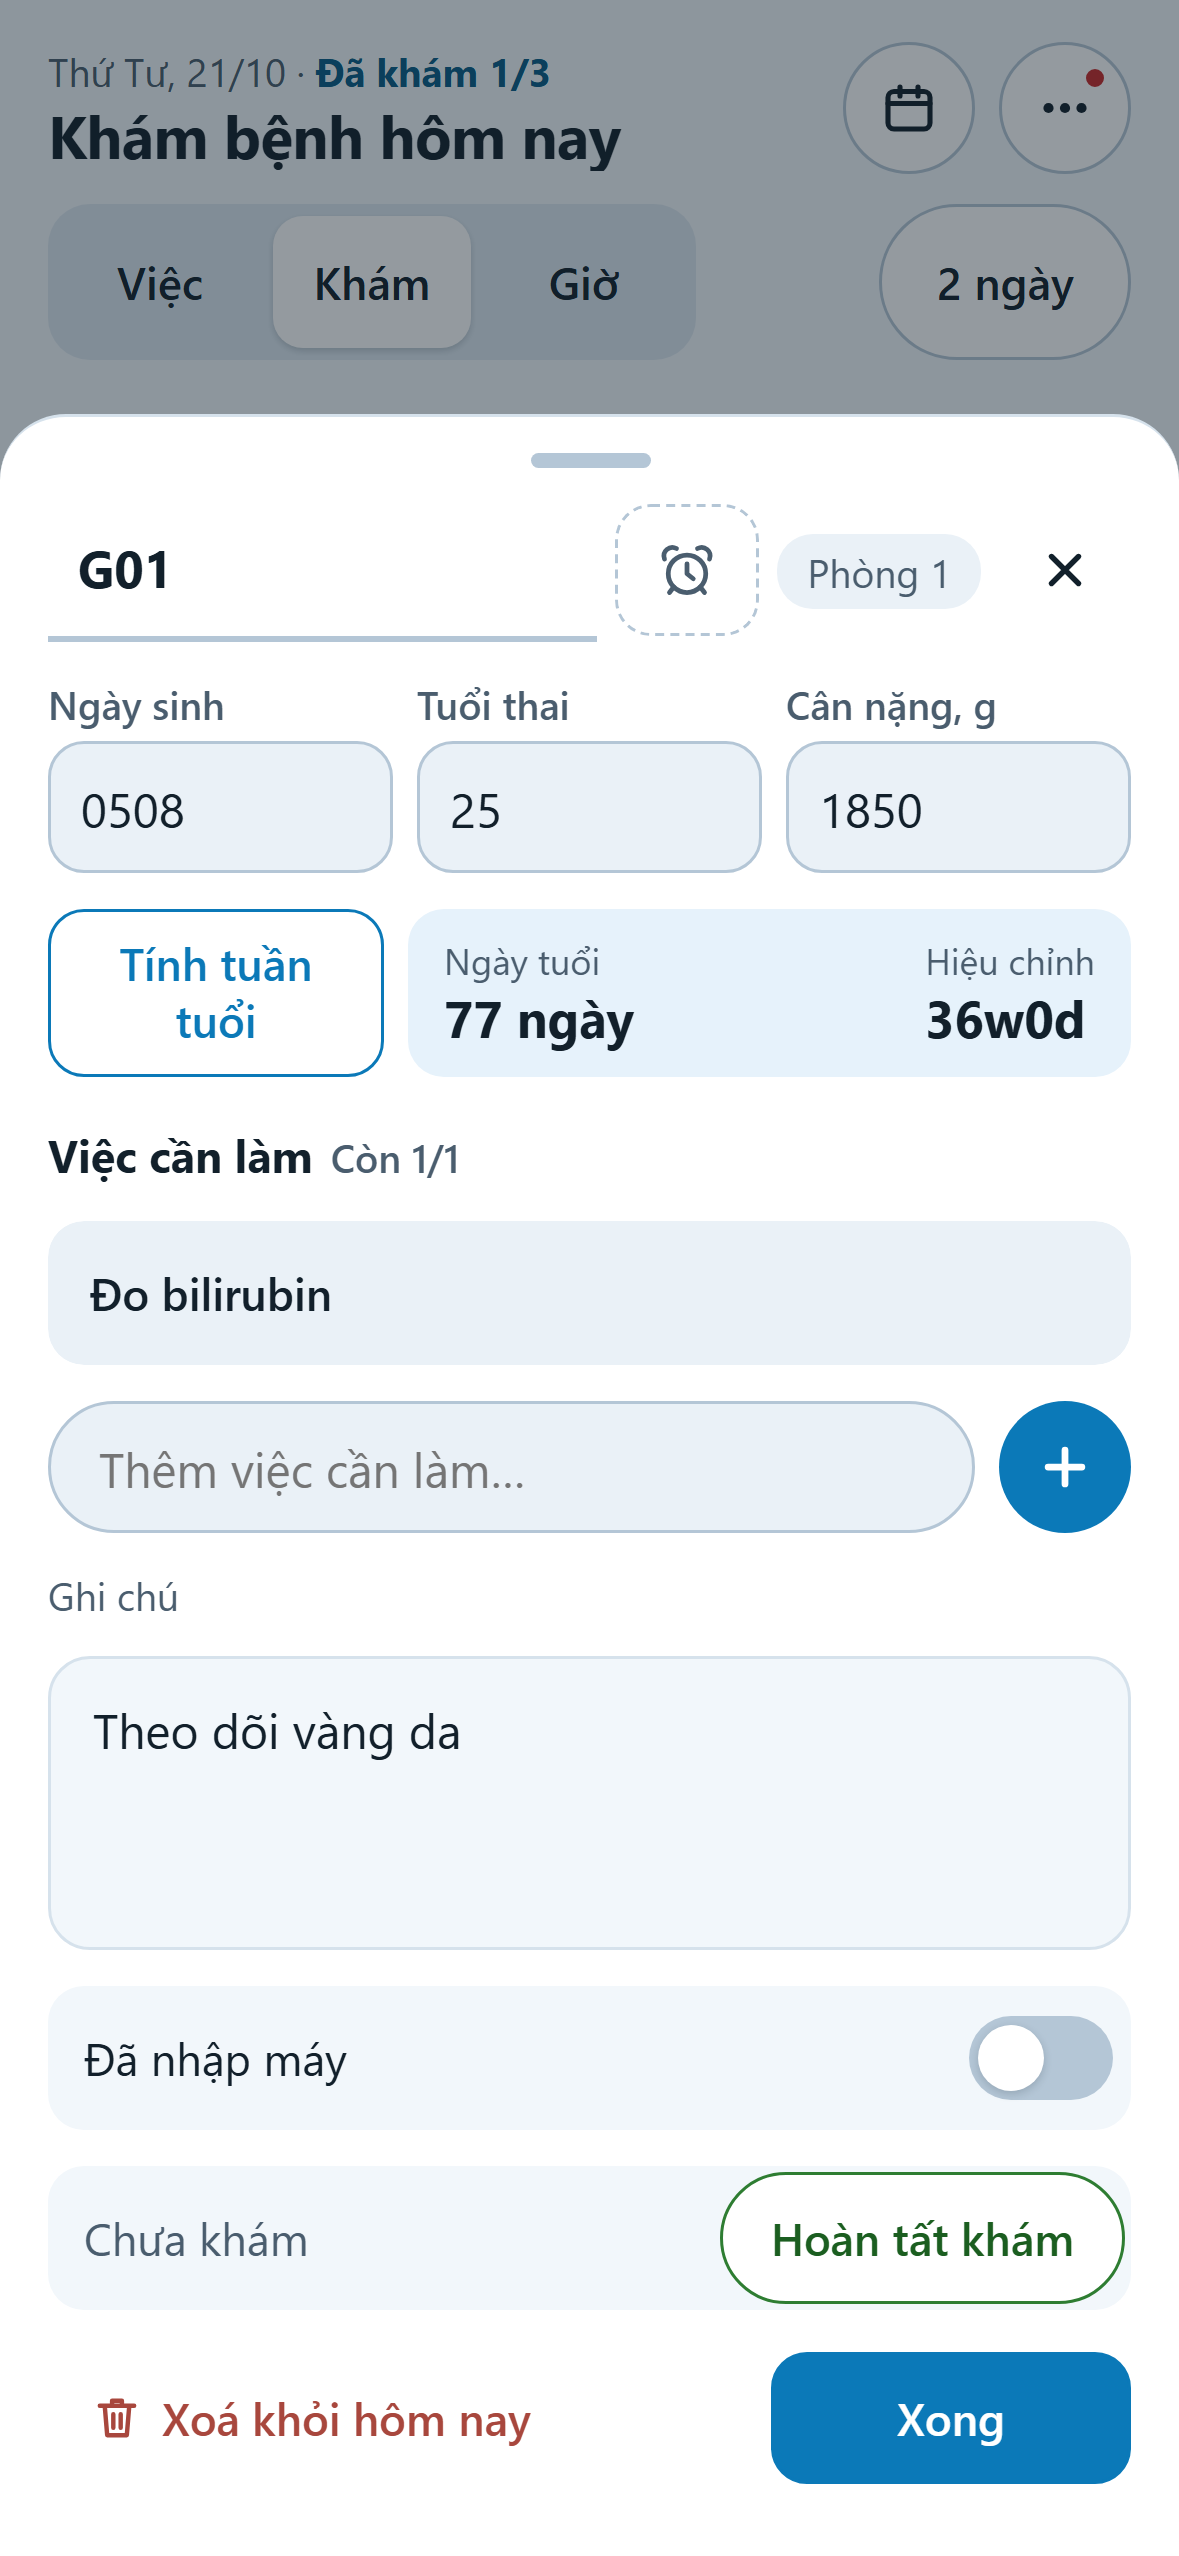 Thứ Tư, 21/10 · Đã khám 1/3
Khám bệnh hôm nay
Việc
Khám
Giờ
2 ngày
G01
Phòng 1
Ngày sinh
Tuổi thai
Cân nặng, g
0508
25
1850
Tính tuần
tuổi
Ngày tuổi
Hiệu chỉnh
77 ngày
36w0d
Việc cần làm Còn 1/1
Đo bilirubin
Thêm việc cần làm...
Ghi chú
Theo dõi vàng da
Đã nhập máy
Chưa khám
Hoàn tất khám
Xoá khỏi hôm nay
Xong